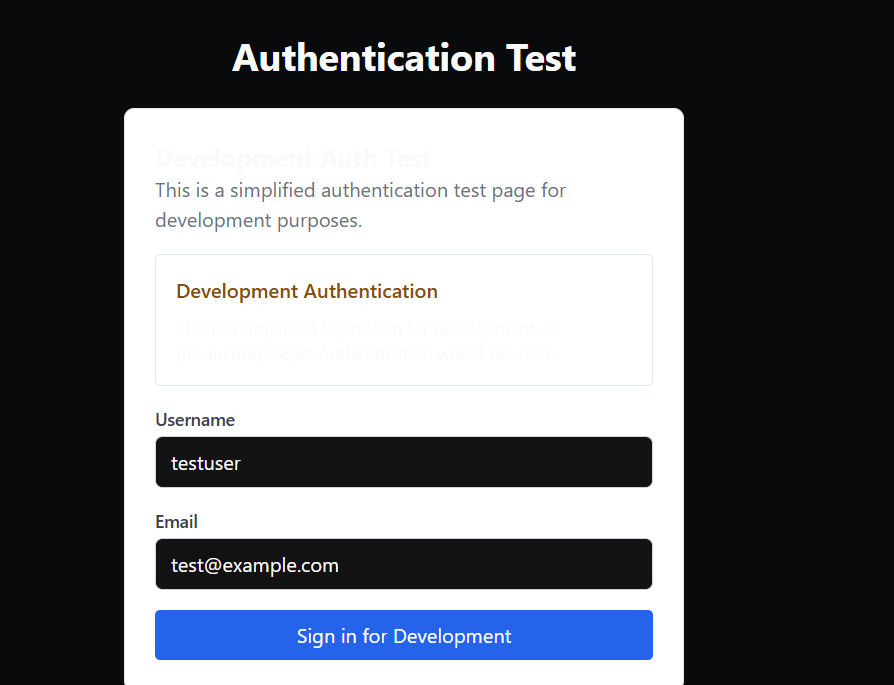 Authentication Test
Development Auth Test
This is a simplified authentication test page for
development purposes.
Development Authentication
This is a simplified login form for development. In
production, Replit Authentication would be used.
Username
testuser
Email
test@example.com
Sign in for Development